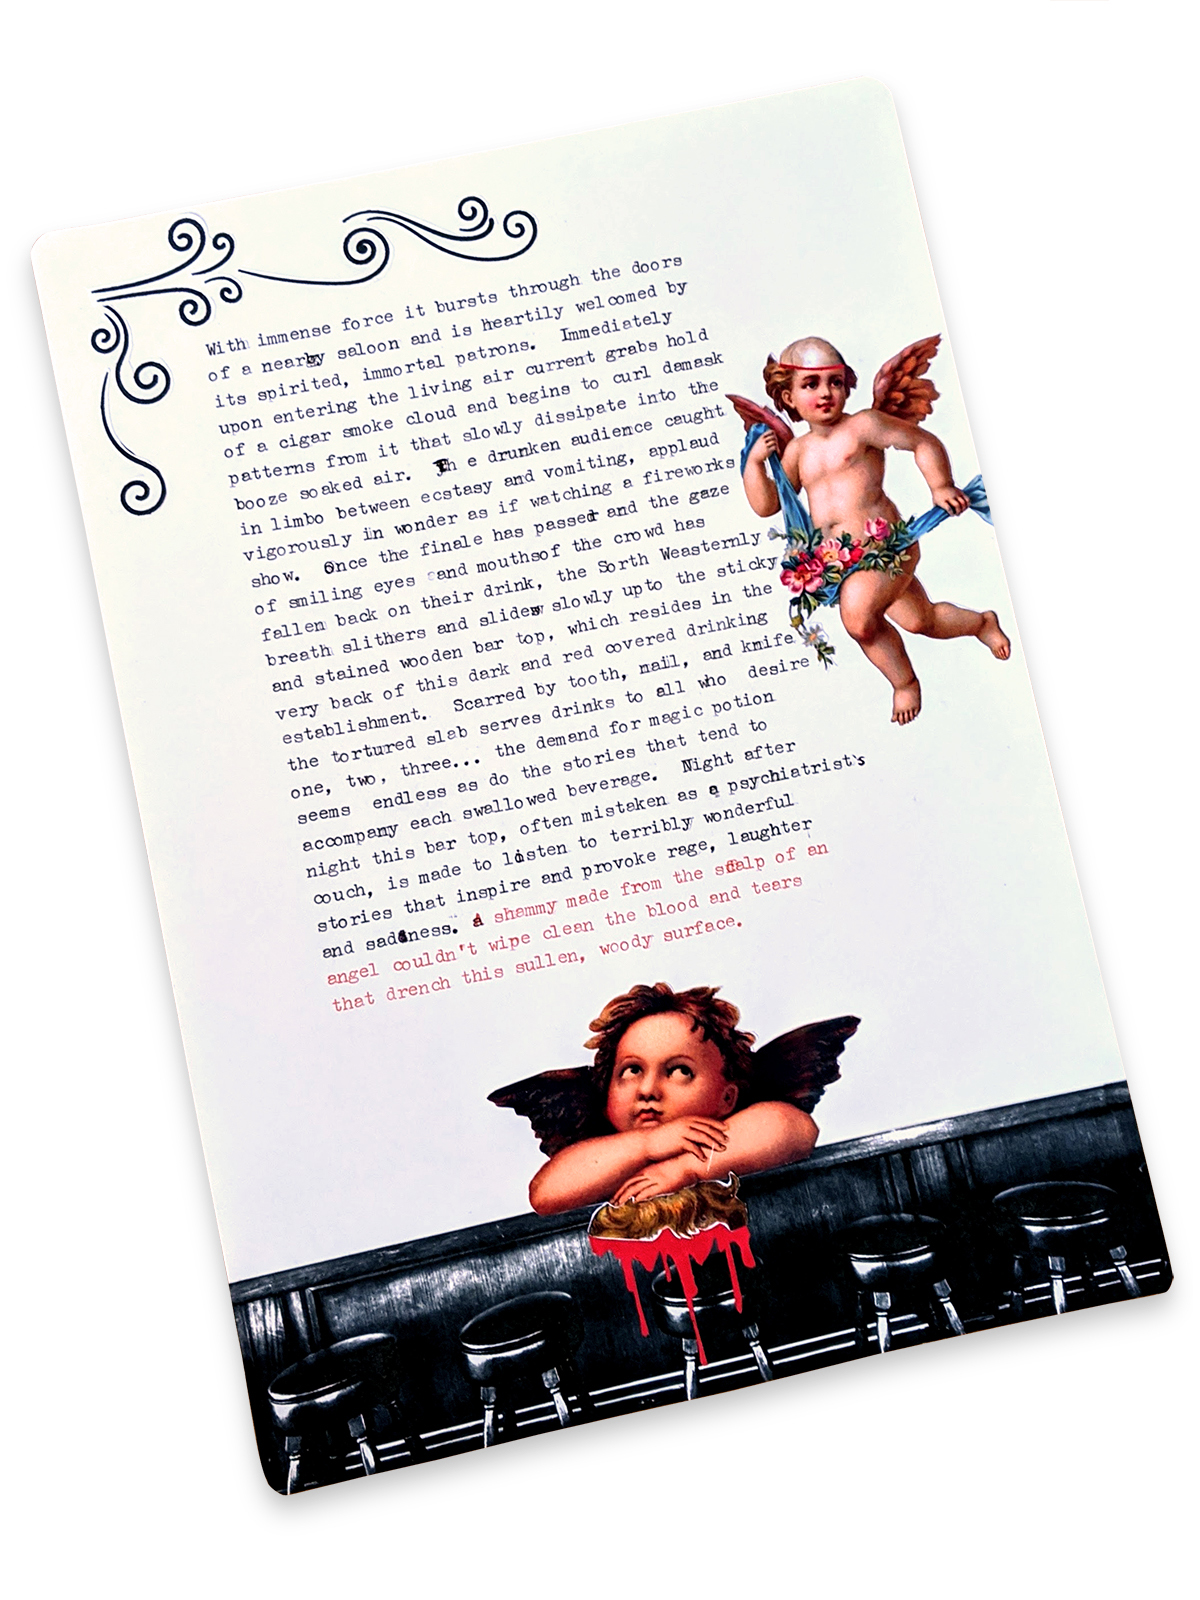 With immense force it bursts through the doors
of a nearby saloon and is heartily welcomed by
its spirited, immortal patrons.  Immediately
upon entering the living air current grabs hold
of a cigar smoke cloud and begins to curl damask
patterns from it that slowly dissipate into the
booze soaked air.  The drunken audience caught
in limbo between ecstasy and vomiting, applaud
vigorously in wonder as if watching a fireworks
show.  Once the finale has passed and the gaze
of smiling eyes and mouthsof the crowd has
fallen back on their drink, the Sorth Weasternly
breath slithers and slides slowly upto the sticky
and stained wooden bar top, which resides in the
very back of this dark and red covered drinking
establishment.  Scarred by tooth, nail, and knife
the tortured slab serves drinks to all who  desire
one, two, three... the demand for magic potion
seems  endless as do the stories that tend to
accompany each swallowed beverage.  Night after
night this bar top, often mistaken as a psychiatrist's
couch, is made to listen to terribly wonderful
stories that inspire and provoke rage, laughter
and saddness. A shammy made from the scalp of an
angel couldn't wipe clean the blood and tears
that drench this sullen, woody surface.